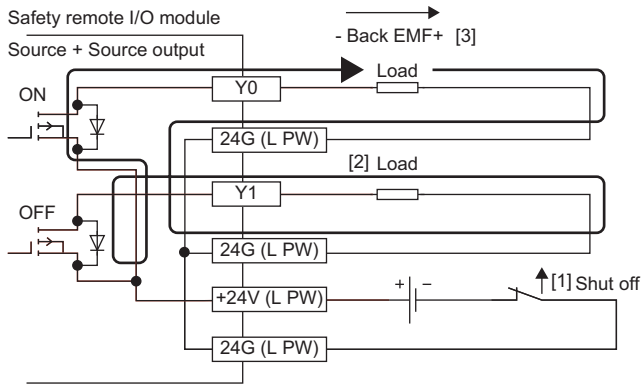 Safety remote I/O module
- Back EMF+ [3]
Source + Source output
Load
ON
Y0
24G (L PW)
[2] Load
Y1
OFF
24G (L PW)
+ −
[1] Shut off
+24V (L PW)
24G (L PW)